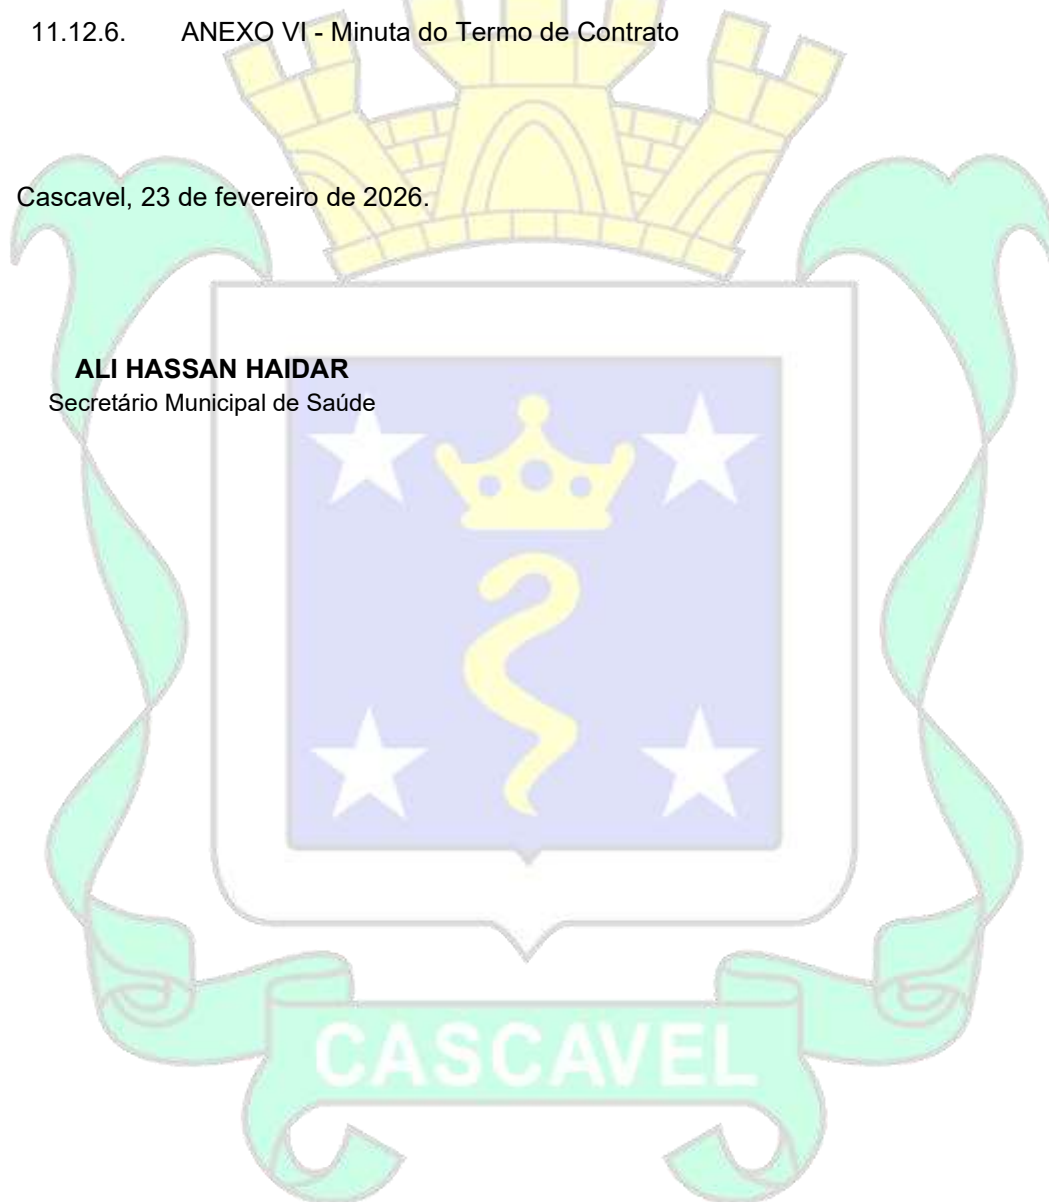 11.12.6. ANEXO VI - Minuta do Termo de Contrato
Cascavel, 23 de fevereiro de 2026.
ALI HASSAN HAIDAR
Secretário Municipal de Saúde
CASCAVEL